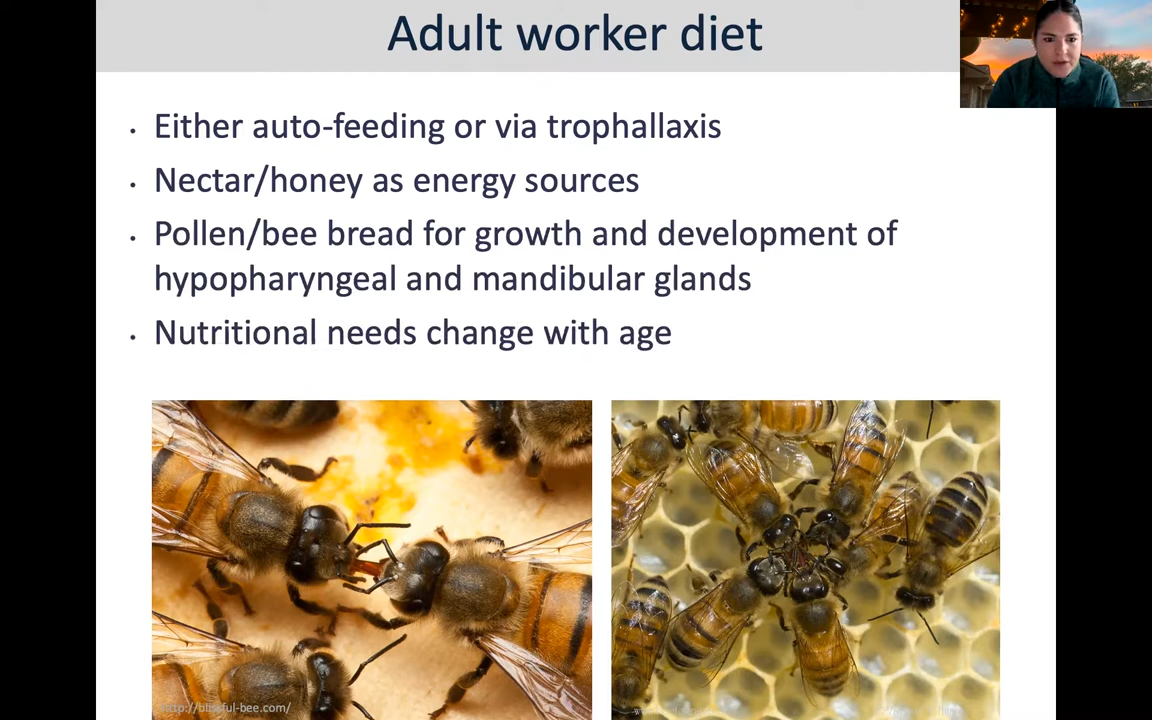 Adult worker diet
• Either auto-feeding or via trophallaxis
• Nectar/honey as energy sources
• Pollen/bee bread for growth and development of
hypopharyngeal and mandibular glands
• Nutritional needs change with age
http://blissful-bee.com/